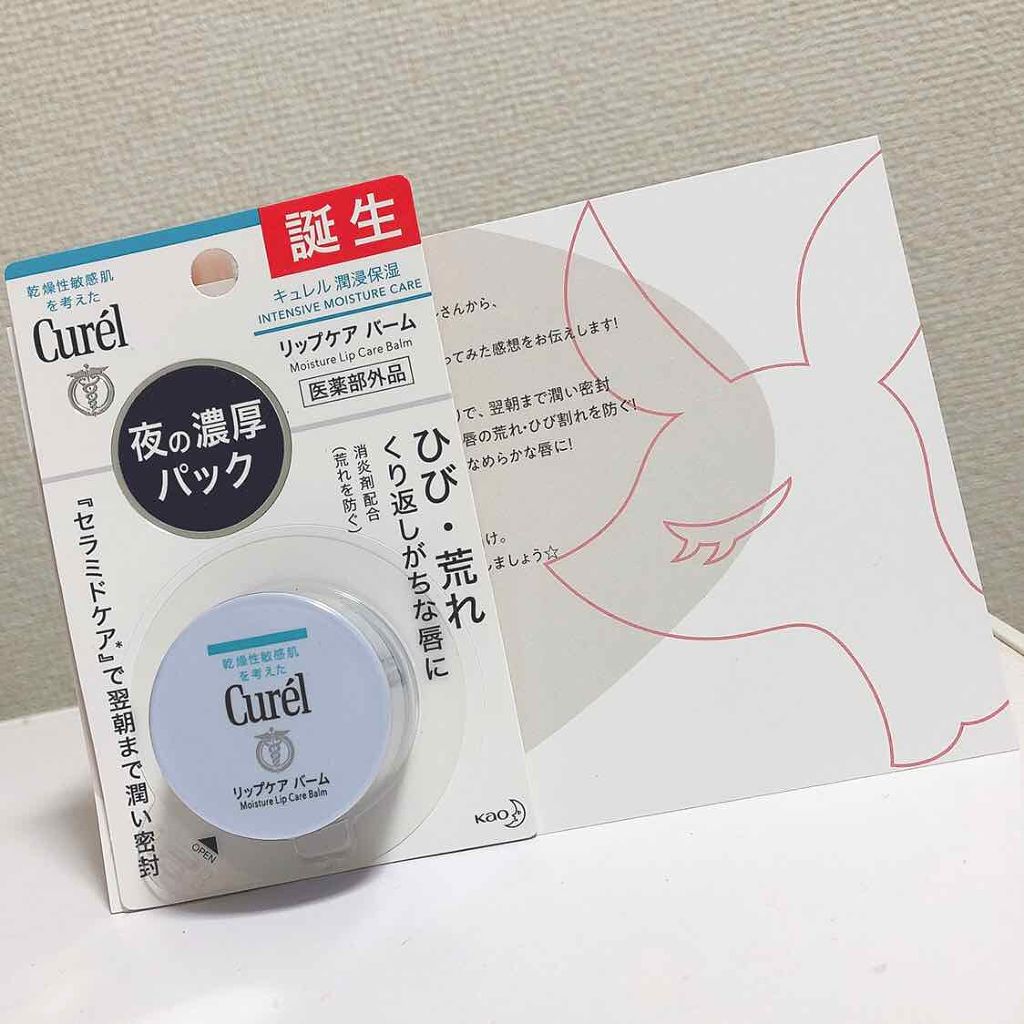 誕生
乾燥性敏感肌
を考えた
Curél
キュレル 潤浸保湿
INTENSIVE MOISTURE CARE
リップケア バーム
Moisture Lip Care Balm
医薬部外品
夜の濃厚
パック
ひび・荒れ
くり返しがちな唇に
消炎剤配合
(荒れを防ぐ)
『セラミドケア』*で翌朝まで潤い密封
乾燥性敏感肌
を考えた
Curél
リップケア バーム
Moisture Lip Care Balm
OPEN
Kao
さんから、
ってみた感想をお伝えします!
で、翌朝まで潤い密封
唇の荒れ・ひび割れを防ぐ!
なめらかな唇に!
け。
しましょう☆